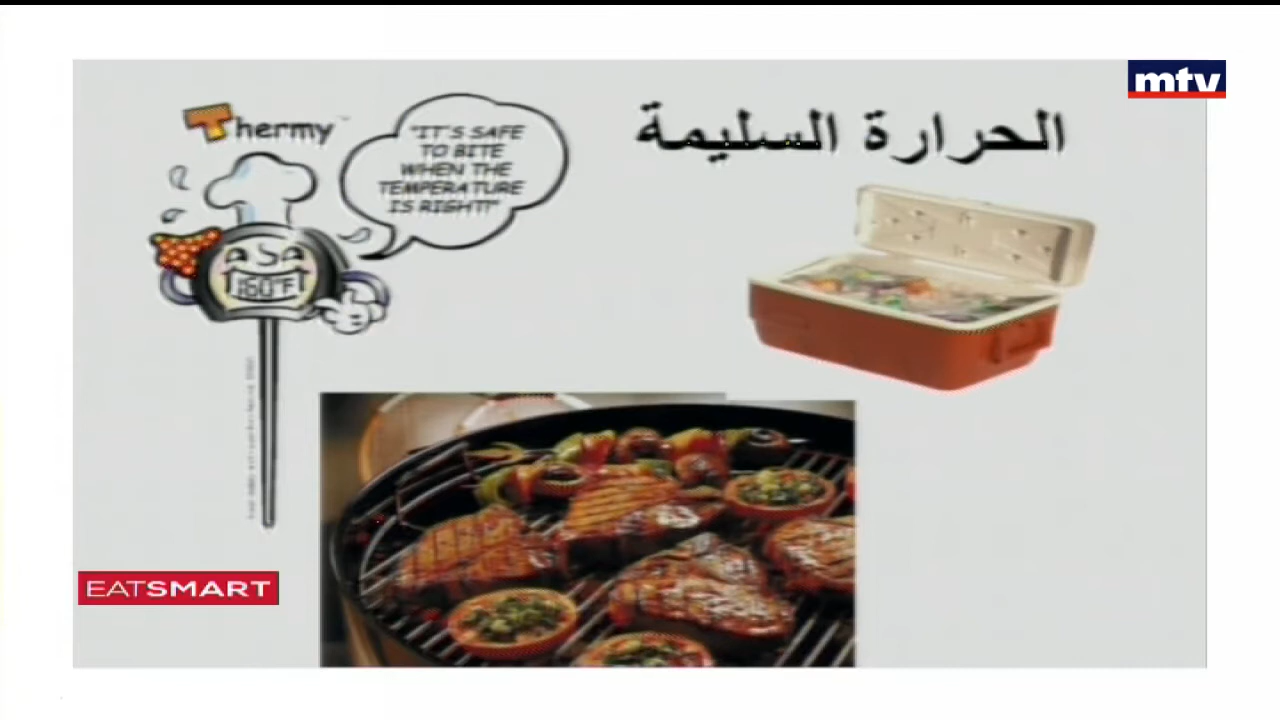 mtv
الحرارة السليمة
Thermy
"IT'S SAFE
TO BITE
WHEN THE
TEMPERATURE
IS RIGHT!"
160°F
EATSMART